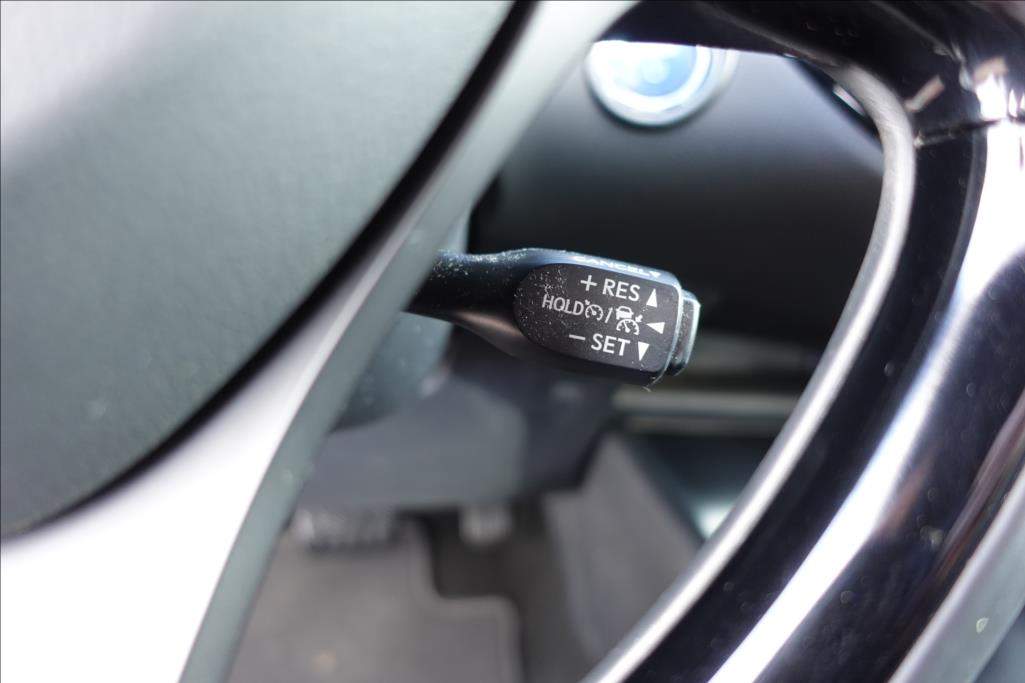 CANCEL
+ RES
HOLD /
− SET